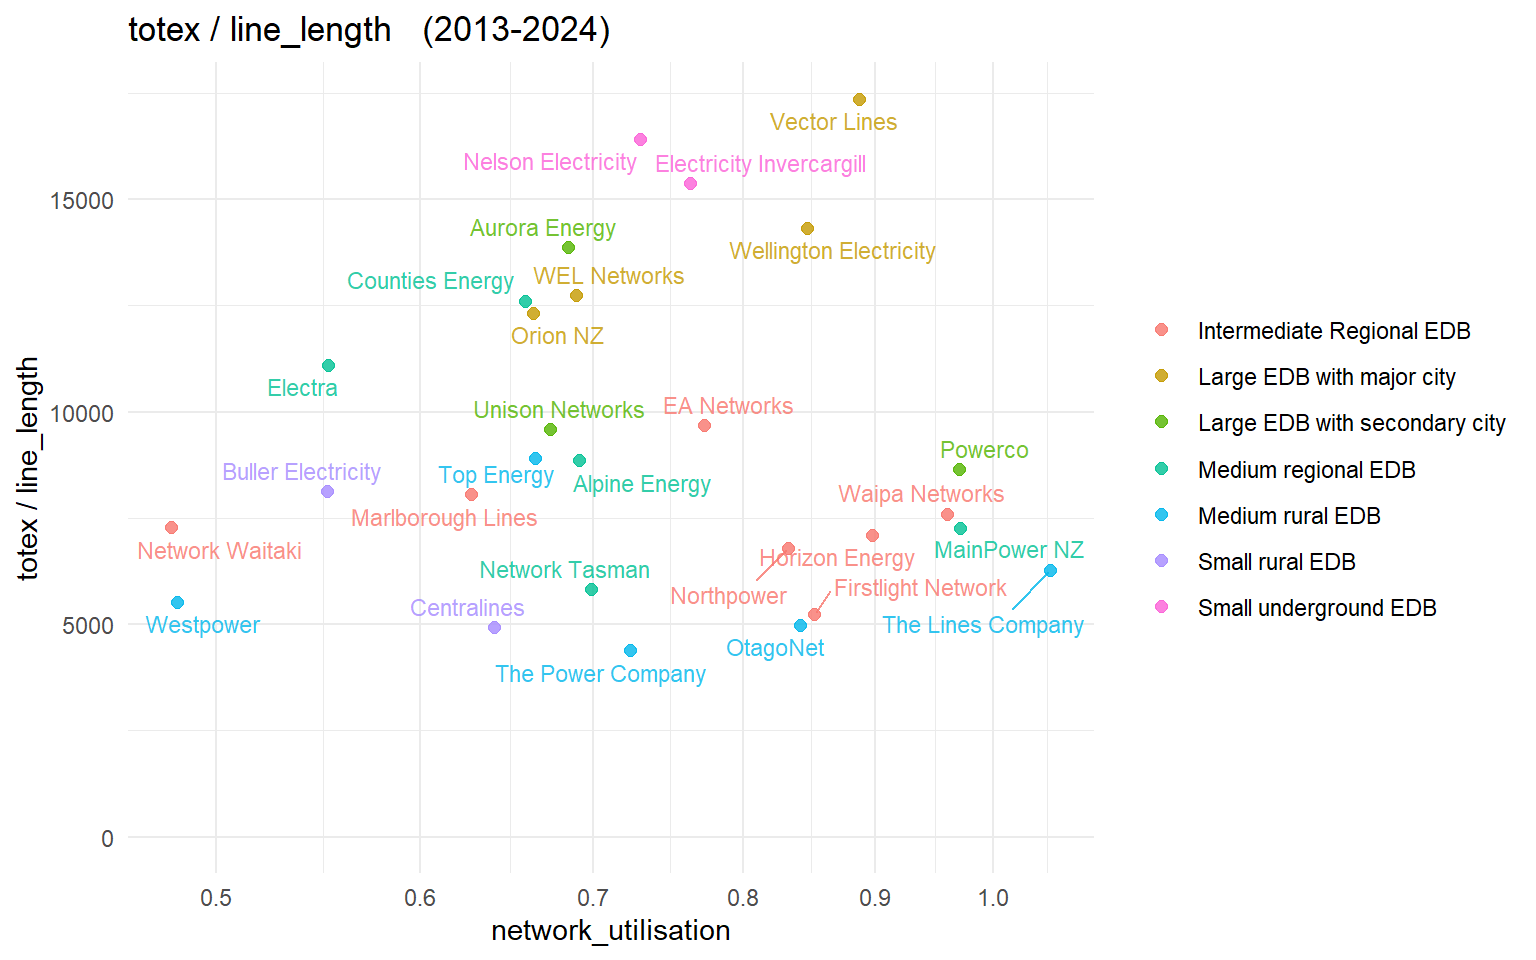 totex / line_length (2013-2024)
Vector Lines
Nelson Electricity
Electricity Invercargill
Aurora Energy
Wellington Electricity
Counties Energy
WEL Networks
Orion NZ
Electra
Unison Networks
EA Networks
Powerco
Buller Electricity
Top Energy
Alpine Energy
Waipa Networks
Marlborough Lines
Network Waitaki
Horizon Energy
MainPower NZ
Network Tasman
Northpower
Firstlight Network
Centralines
Westpower
The Lines Company
OtagoNet
The Power Company
15000
10000
5000
0
totex / line_length
0.5
0.6
0.7
0.8
0.9
1.0
network_utilisation
Intermediate Regional EDB
Large EDB with major city
Large EDB with secondary city
Medium regional EDB
Medium rural EDB
Small rural EDB
Small underground EDB